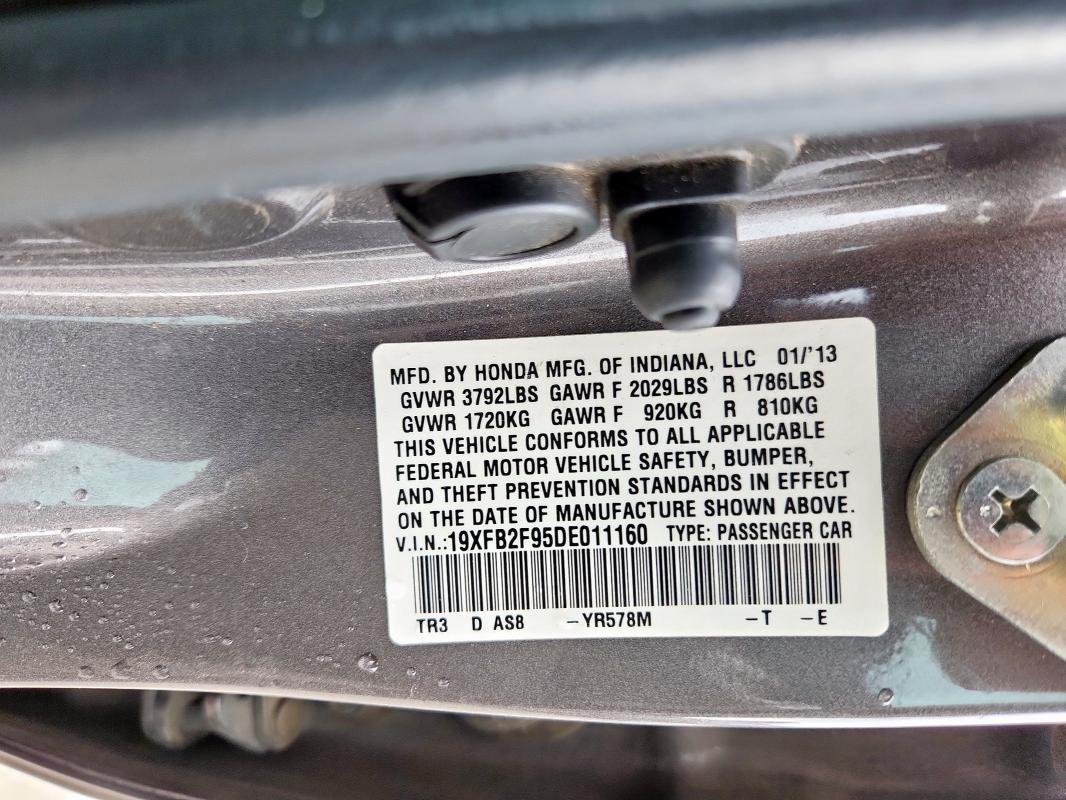 MFD. BY HONDA MFG. OF INDIANA, LLC 01/'13
GVWR 3792LBS GAWR F 2029LBS R 1786LBS
GVWR 1720KG GAWR F 920KG R 810KG
THIS VEHICLE CONFORMS TO ALL APPLICABLE
FEDERAL MOTOR VEHICLE SAFETY, BUMPER,
AND THEFT PREVENTION STANDARDS IN EFFECT
ON THE DATE OF MANUFACTURE SHOWN ABOVE.
V.I.N.:19XFB2F95DE011160 TYPE: PASSENGER CAR
TR3 D AS8 –YR578M –T –E